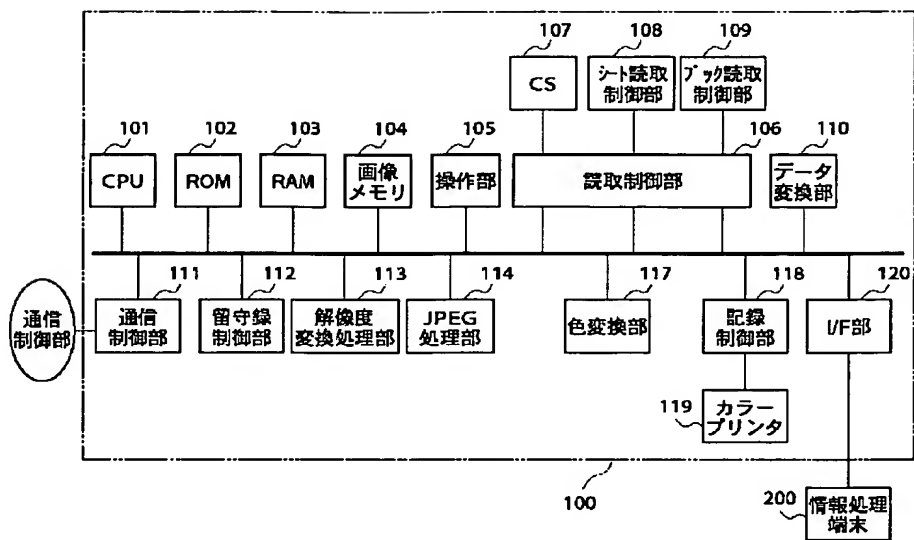 107
108
109
CS
シート読取
制御部
ブック読取
制御部
101
102
103
104
105
106
110
CPU
ROM
RAM
画像
メモリ
操作部
読取制御部
データ
変換部
111
112
113
114
117
118
120
通信
制御部
通信
制御部
留守録
制御部
解像度
変換処理部
JPEG
処理部
色変換部
記録
制御部
I/F部
119
カラー
プリンタ
100
200
情報処理
端末